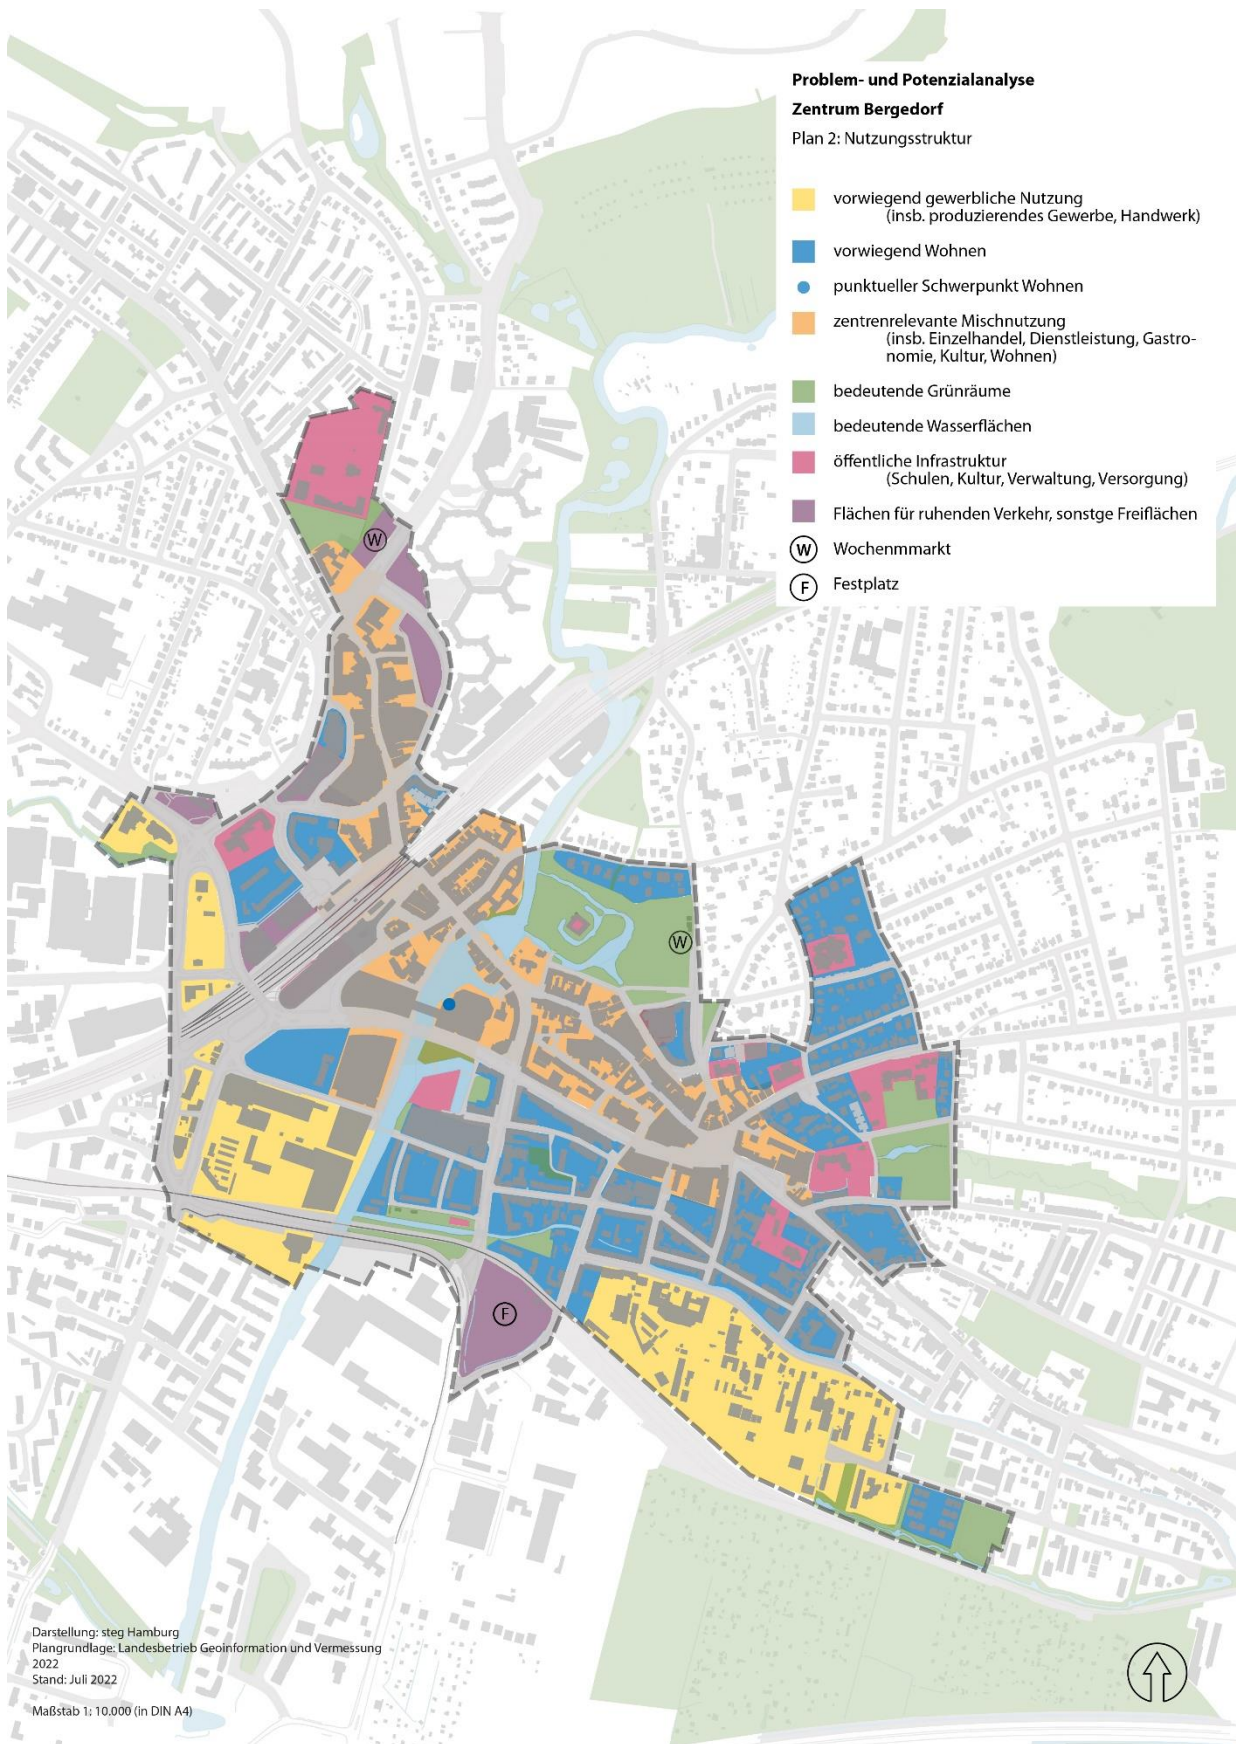 Problem- und Potenzialanalyse
Zentrum Bergedorf
Plan 2: Nutzungsstruktur
vorwiegend gewerbliche Nutzung
(insb. produzierendes Gewerbe, Handwerk)
vorwiegend Wohnen
punktueller Schwerpunkt Wohnen
zentrenrelevante Mischnutzung
(insb. Einzelhandel, Dienstleistung, Gastro-
nomie, Kultur, Wohnen)
bedeutende Grünräume
bedeutende Wasserflächen
öffentliche Infrastruktur
(Schulen, Kultur, Verwaltung, Versorgung)
Flächen für ruhenden Verkehr, sonstge Freiflächen
W Wochenmmarkt
F Festplatz
W
W
F
Darstellung: steg Hamburg
Plangrundlage: Landesbetrieb Geoinformation und Vermessung
2022
Stand: Juli 2022
Maßstab 1: 10.000 (in DIN A4)